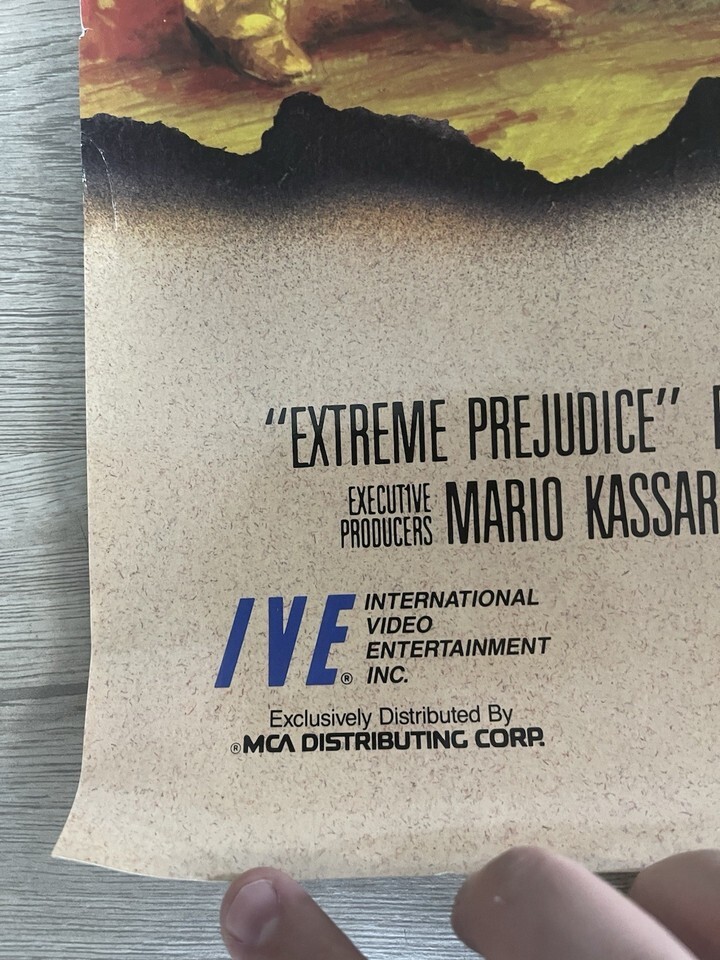 "EXTREME PREJUDICE"
EXECUTIVE PRODUCERS MARIO KASSAR
IVE® INTERNATIONAL
VIDEO
ENTERTAINMENT
INC.
Exclusively Distributed By
®MCA DISTRIBUTING CORP.